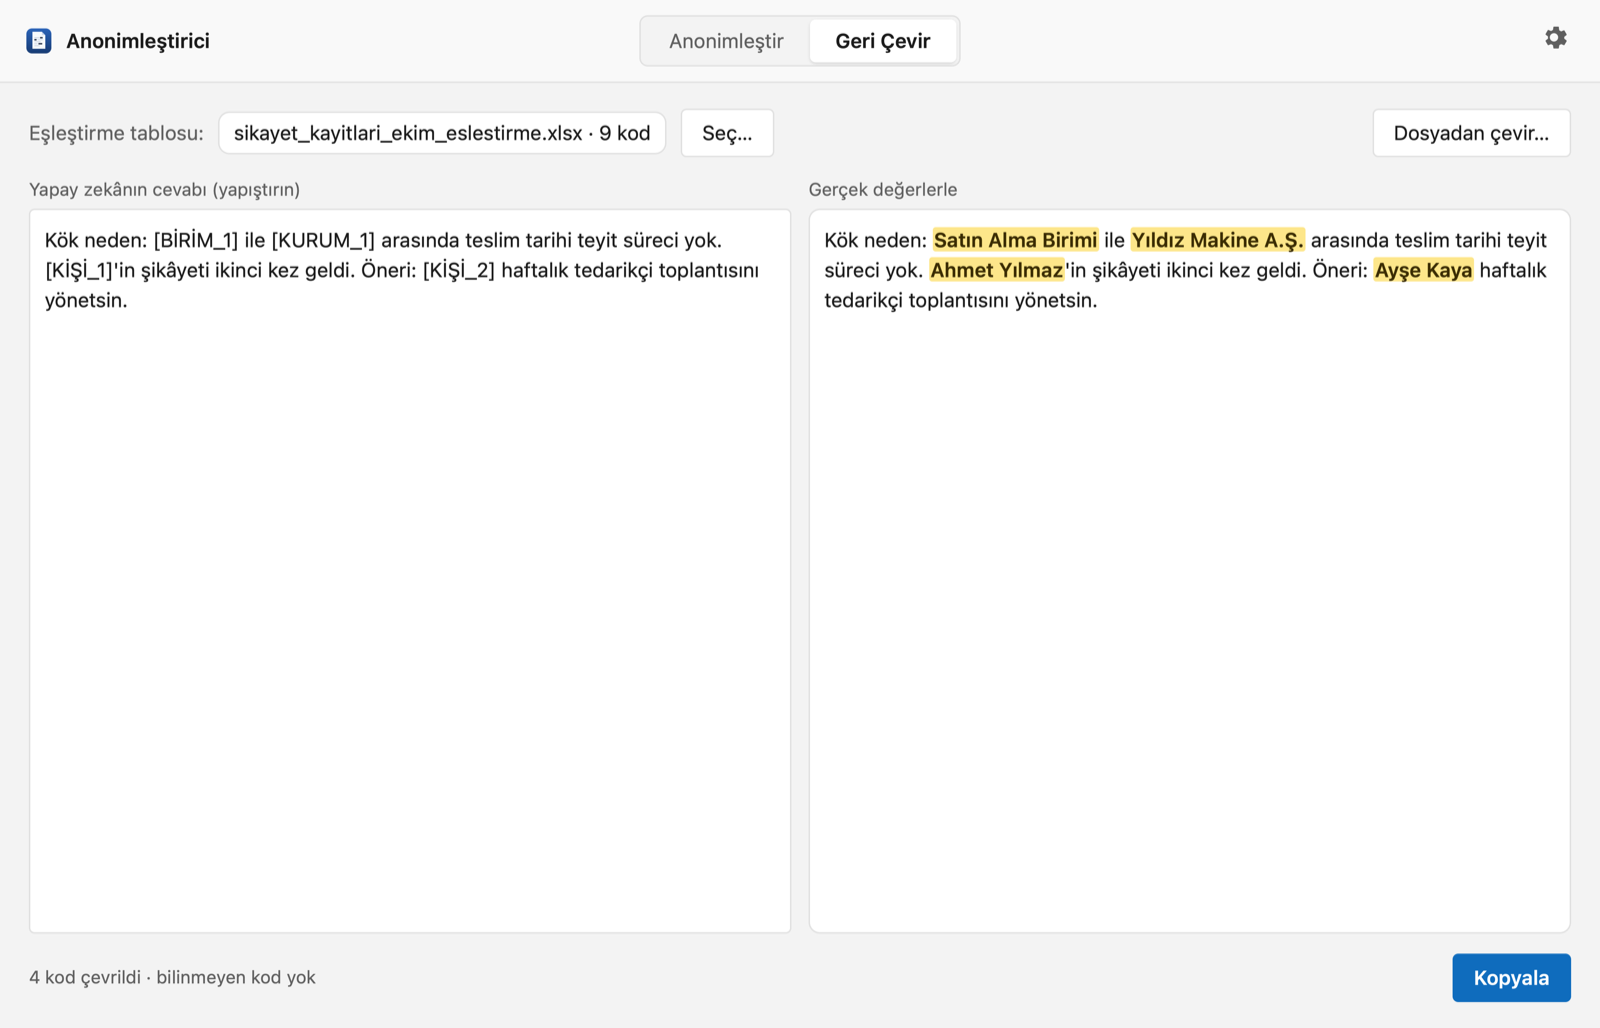 Anonimleştirici
Anonimleştir
Geri Çevir
Eşleştirme tablosu:
sikayet_kayitlari_ekim_eslestirme.xlsx · 9 kod
Seç...
Dosyadan çevir...
Yapay zekânın cevabı (yapıştırın)
Kök neden: [BİRİM_1] ile [KURUM_1] arasında teslim tarihi teyit süreci yok.
[KİŞİ_1]'in şikâyeti ikinci kez geldi. Öneri: [KİŞİ_2] haftalık tedarikçi toplantısını
yönetsin.
Gerçek değerlerle
Kök neden: Satın Alma Birimi ile Yıldız Makine A.Ş. arasında teslim tarihi teyit
süreci yok. Ahmet Yılmaz'in şikâyeti ikinci kez geldi. Öneri: Ayşe Kaya haftalık
tedarikçi toplantısını yönetsin.
4 kod çevrildi · bilinmeyen kod yok
Kopyala